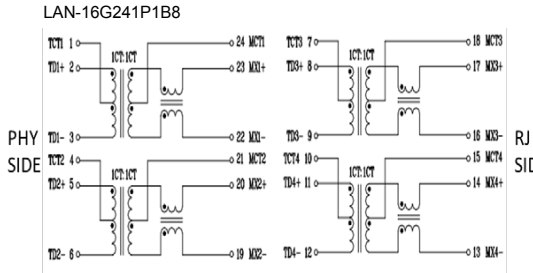 LAN-16G241P1B8
TCT1 1 1CT:1CT 24 MCT1
TD1+ 2 23 MX1+
TD1- 3 22 MX1-
TCT2 4 1CT:1CT 21 MCT2
TD2+ 5 20 MX2+
TD2- 6 19 MX2-
TCT3 7 1CT:1CT 18 MCT3
TD3+ 8 17 MX3+
TD3- 9 16 MX3-
TCT4 10 1CT:1CT 15 MCT4
TD4+ 11 14 MX4+
TD4- 12 13 MX4-
PHY
SIDE
RJ